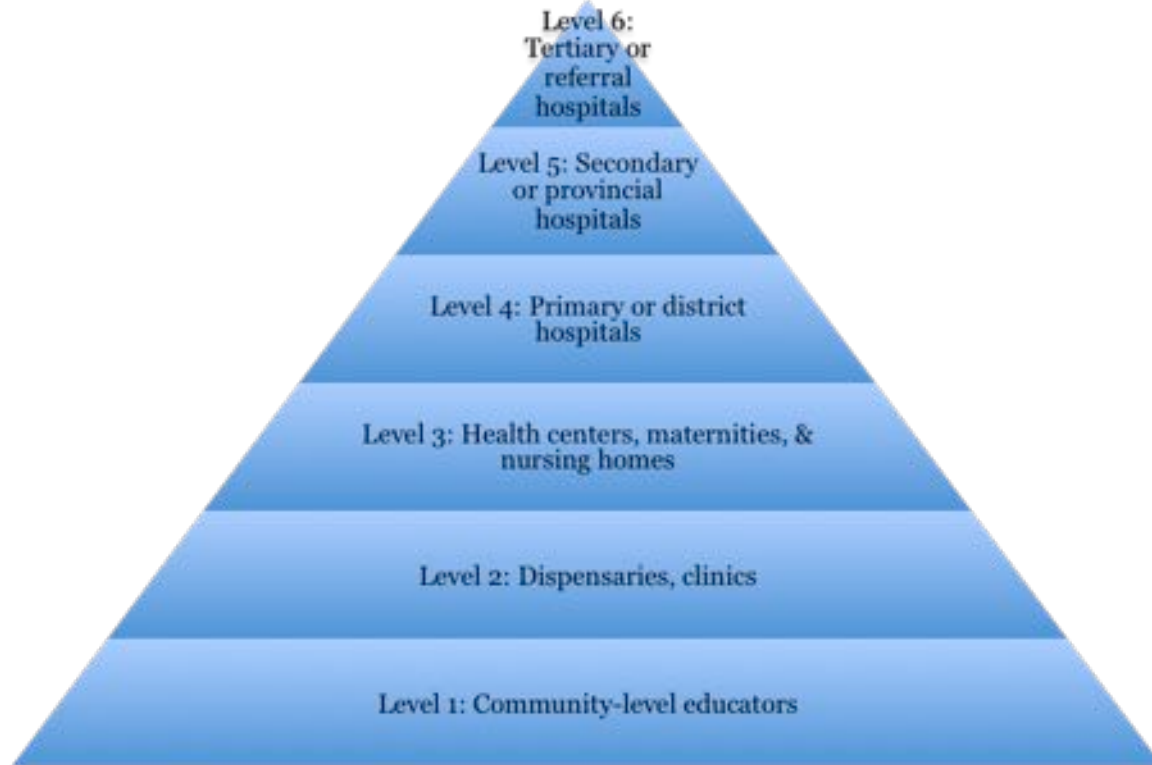 Level 6:
Tertiary or
referral
hospitals
Level 5: Secondary
or provincial
hospitals
Level 4: Primary or district
hospitals
Level 3: Health centers, maternities, &
nursing homes
Level 2: Dispensaries, clinics
Level 1: Community-level educators